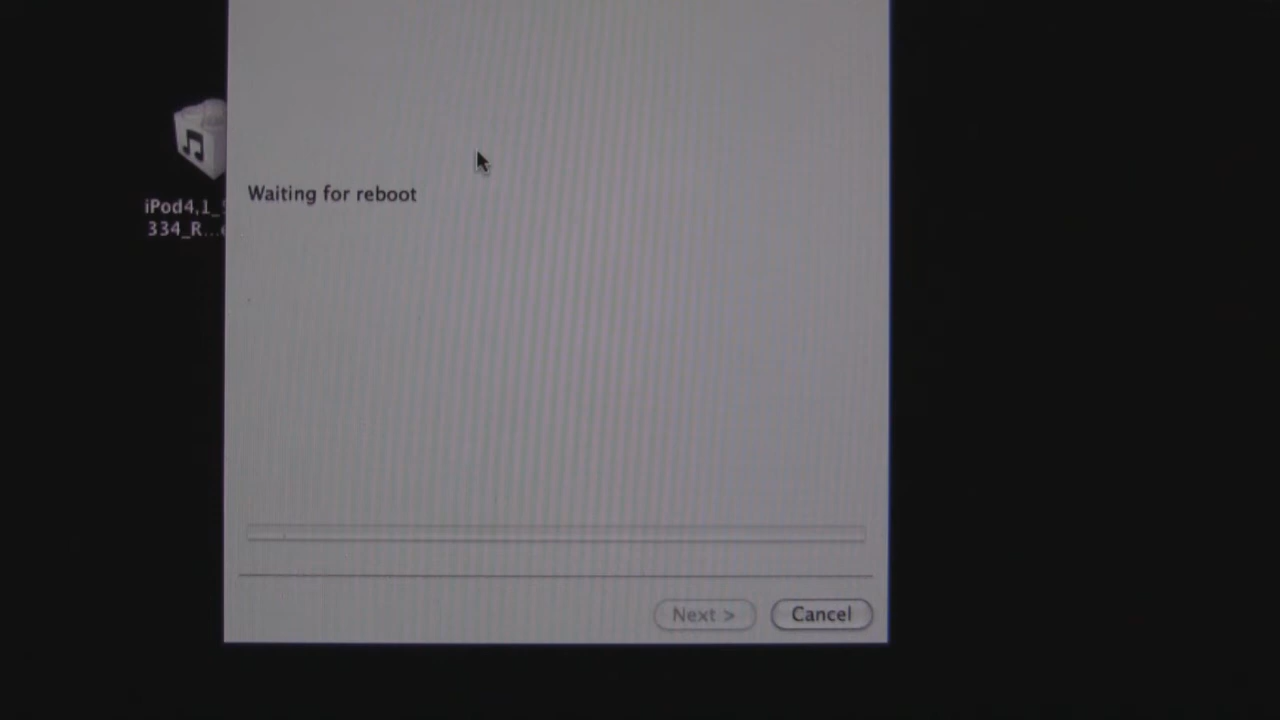 Waiting for reboot
iPod4,1_
334_R...
Next >
Cancel